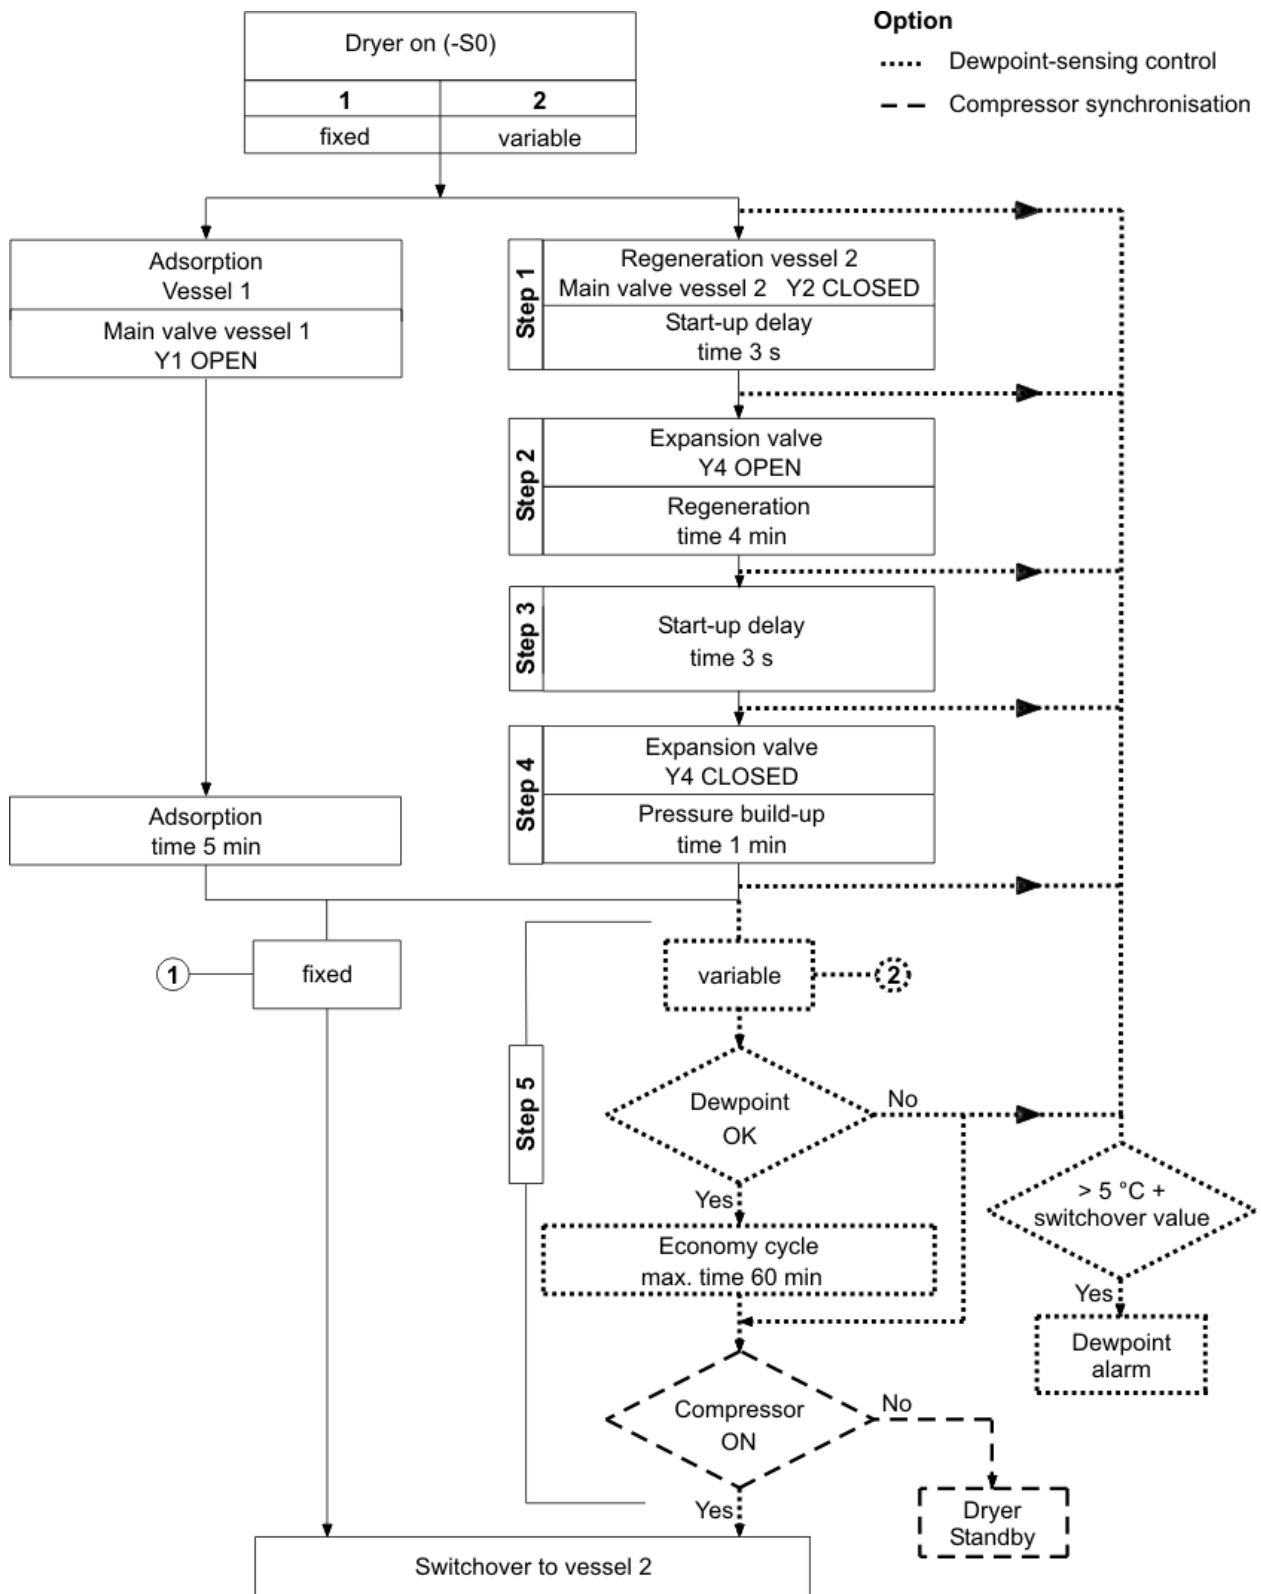 Option
Dryer on (-S0)
Dewpoint-sensing control
1 2
Compressor synchronisation
fixed variable
Adsorption
Vessel 1
Main valve vessel 1
Y1 OPEN
Step 1
Regeneration vessel 2
Main valve vessel 2 Y2 CLOSED
Start-up delay
time 3 s
Step 2
Expansion valve
Y4 OPEN
Regeneration
time 4 min
Step 3
Start-up delay
time 3 s
Step 4
Expansion valve
Y4 CLOSED
Pressure build-up
time 1 min
Adsorption
time 5 min
1
fixed
variable
2
Step 5
Dewpoint
OK
No
Yes
> 5 °C +
switchover value
Yes
Dewpoint
alarm
Economy cycle
max. time 60 min
Compressor
ON
No
Yes
Dryer
Standby
Switchover to vessel 2